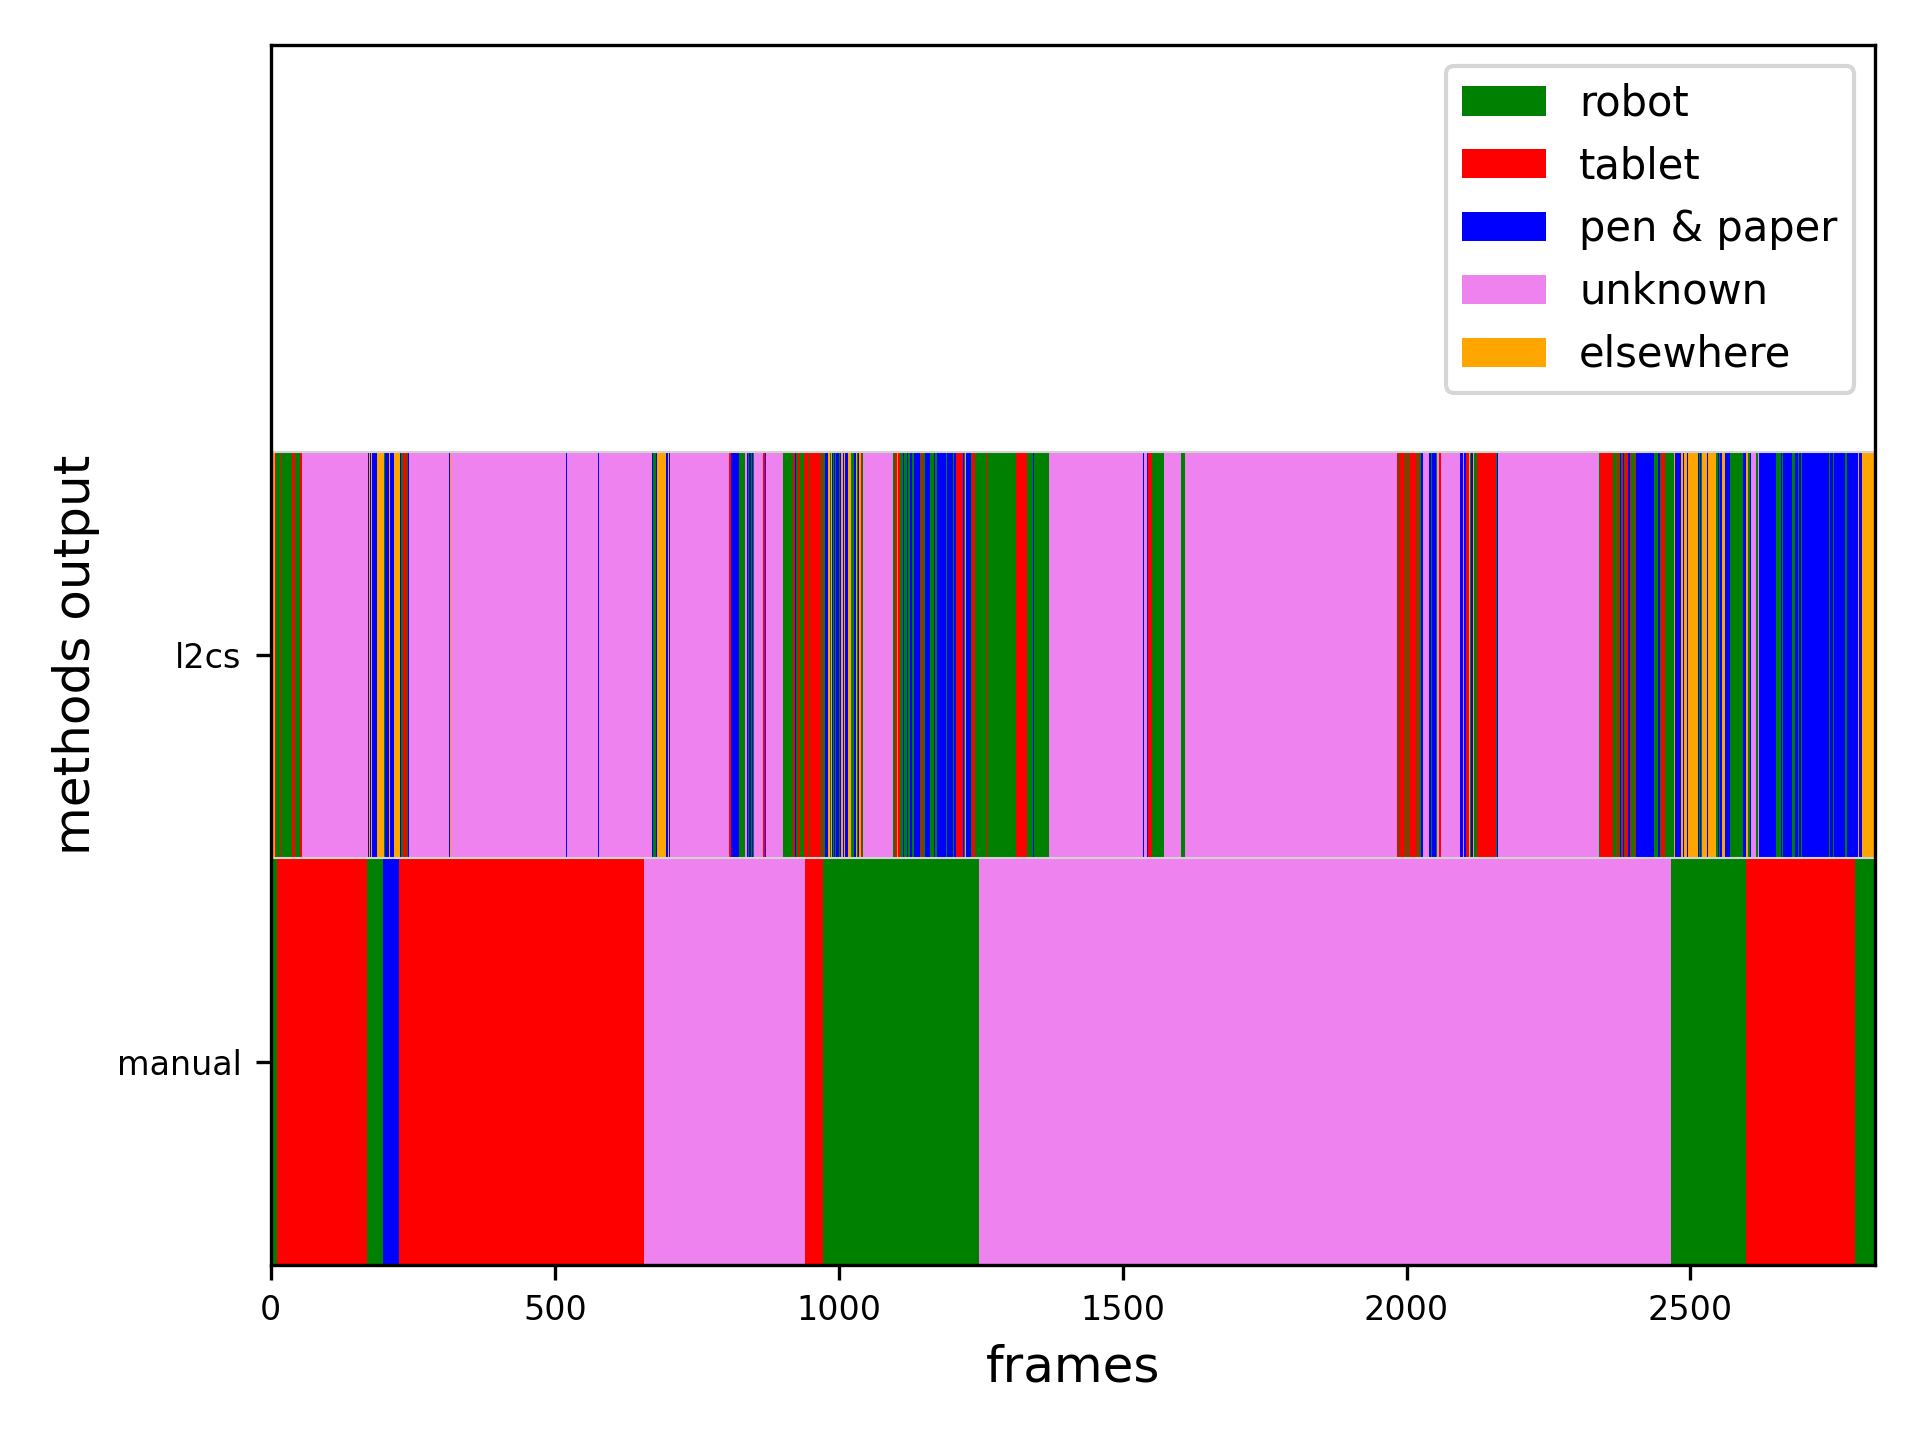 robot
tablet
pen & paper
unknown
elsewhere
methods output
l2cs
manual
0 500 1000 1500 2000 2500
frames